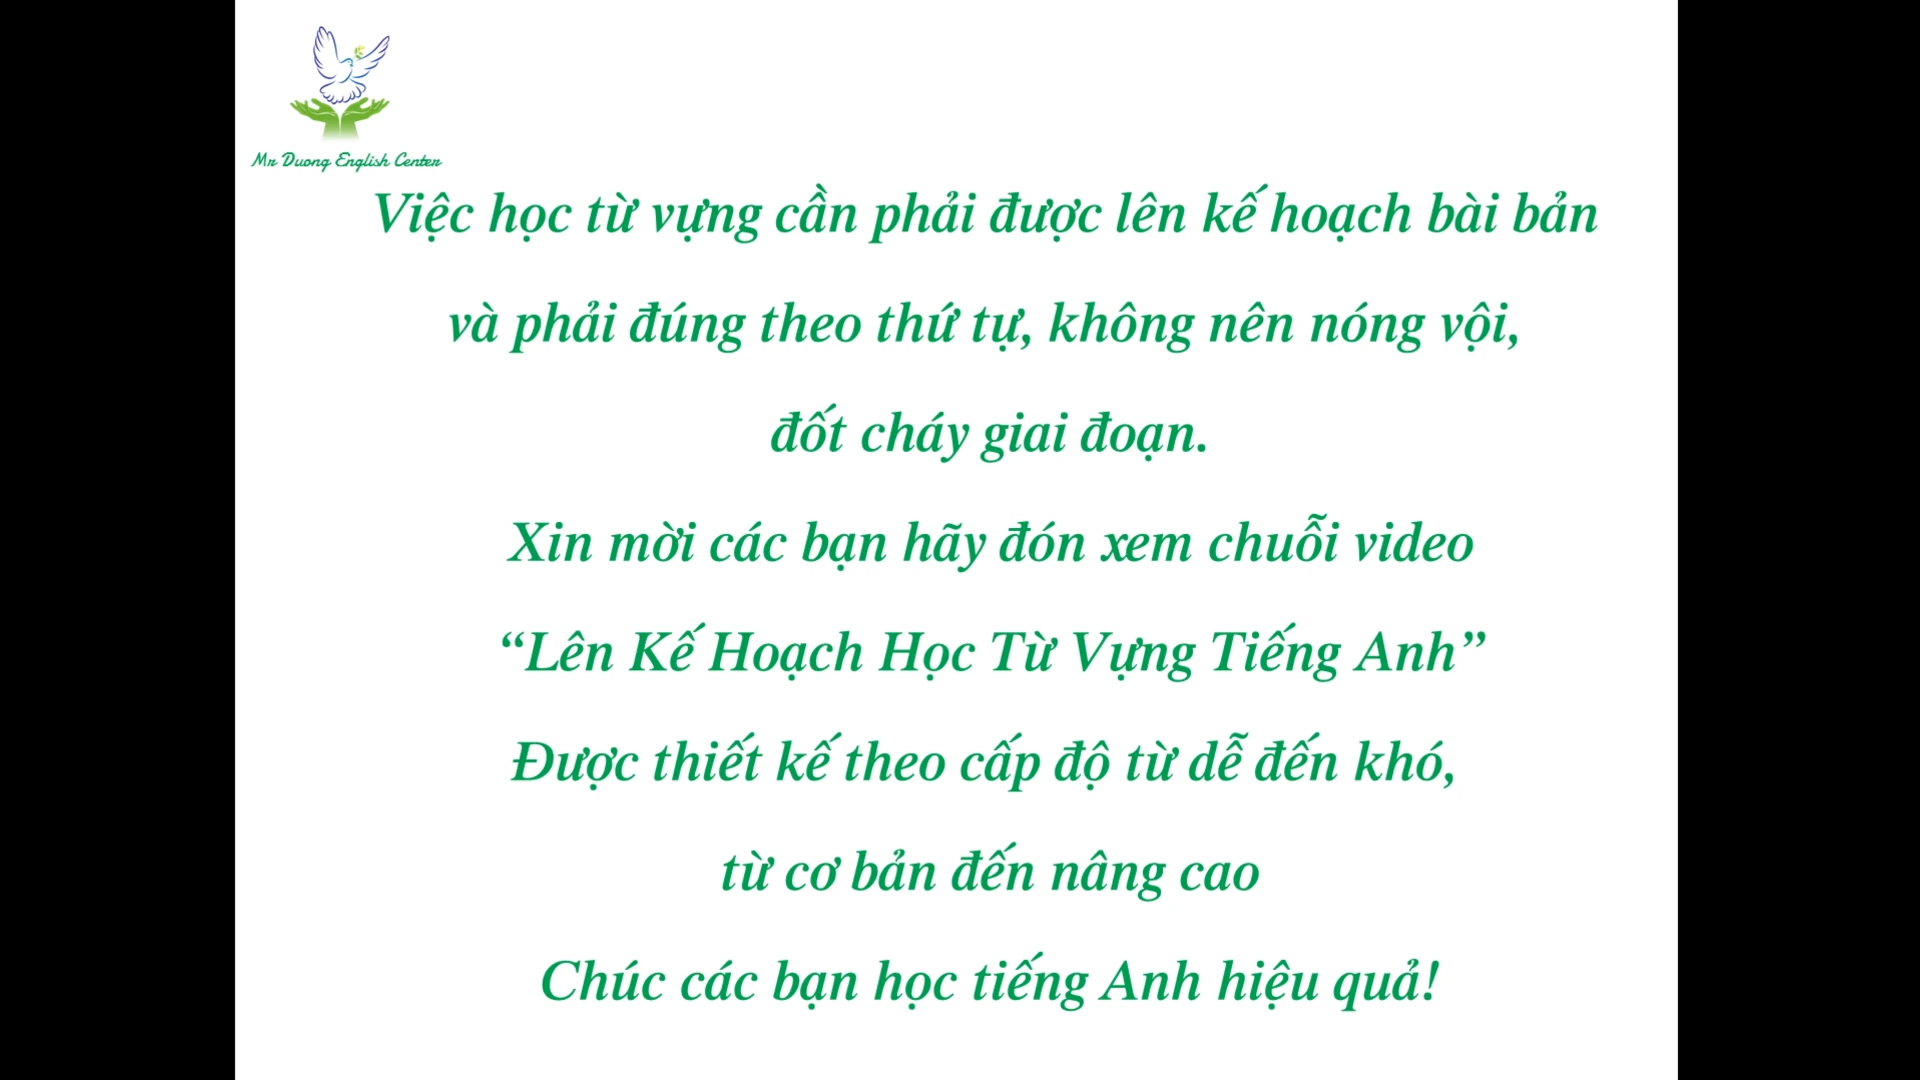 Mr Duong English Center
Việc học từ vựng cần phải được lên kế hoạch bài bản
và phải đúng theo thứ tự, không nên nóng vội,
đốt cháy giai đoạn.
Xin mời các bạn hãy đón xem chuỗi video
“Lên Kế Hoạch Học Từ Vựng Tiếng Anh”
Được thiết kế theo cấp độ từ dễ đến khó,
từ cơ bản đến nâng cao
Chúc các bạn học tiếng Anh hiệu quả!